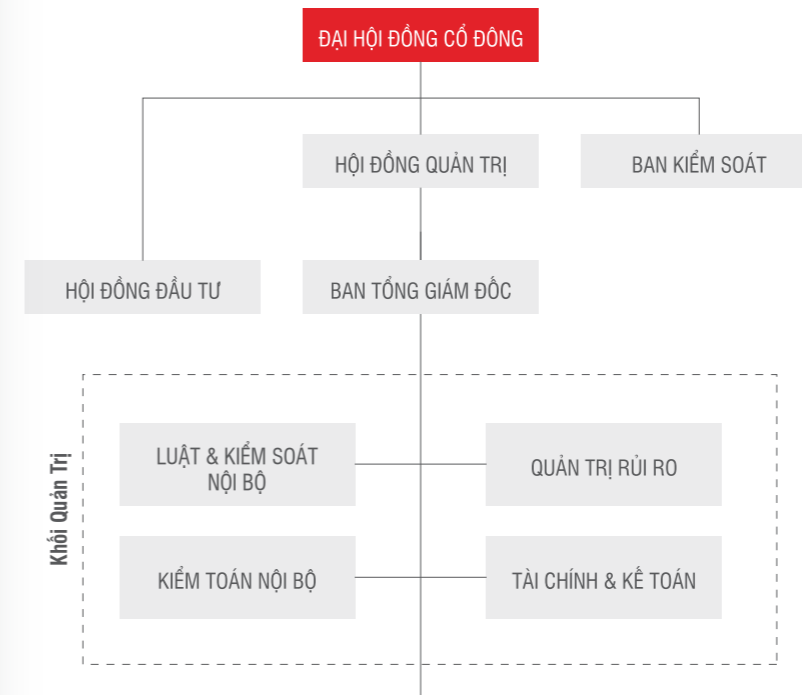 ĐẠI HỘI ĐỒNG CỔ ĐÔNG
HỘI ĐỒNG QUẢN TRỊ
BAN KIỂM SOÁT
HỘI ĐỒNG ĐẦU TƯ
BAN TỔNG GIÁM ĐỐC
Khối Quản Trị
LUẬT & KIỂM SOÁT
NỘI BỘ
QUẢN TRỊ RỦI RO
KIỂM TOÁN NỘI BỘ
TÀI CHÍNH & KẾ TOÁN